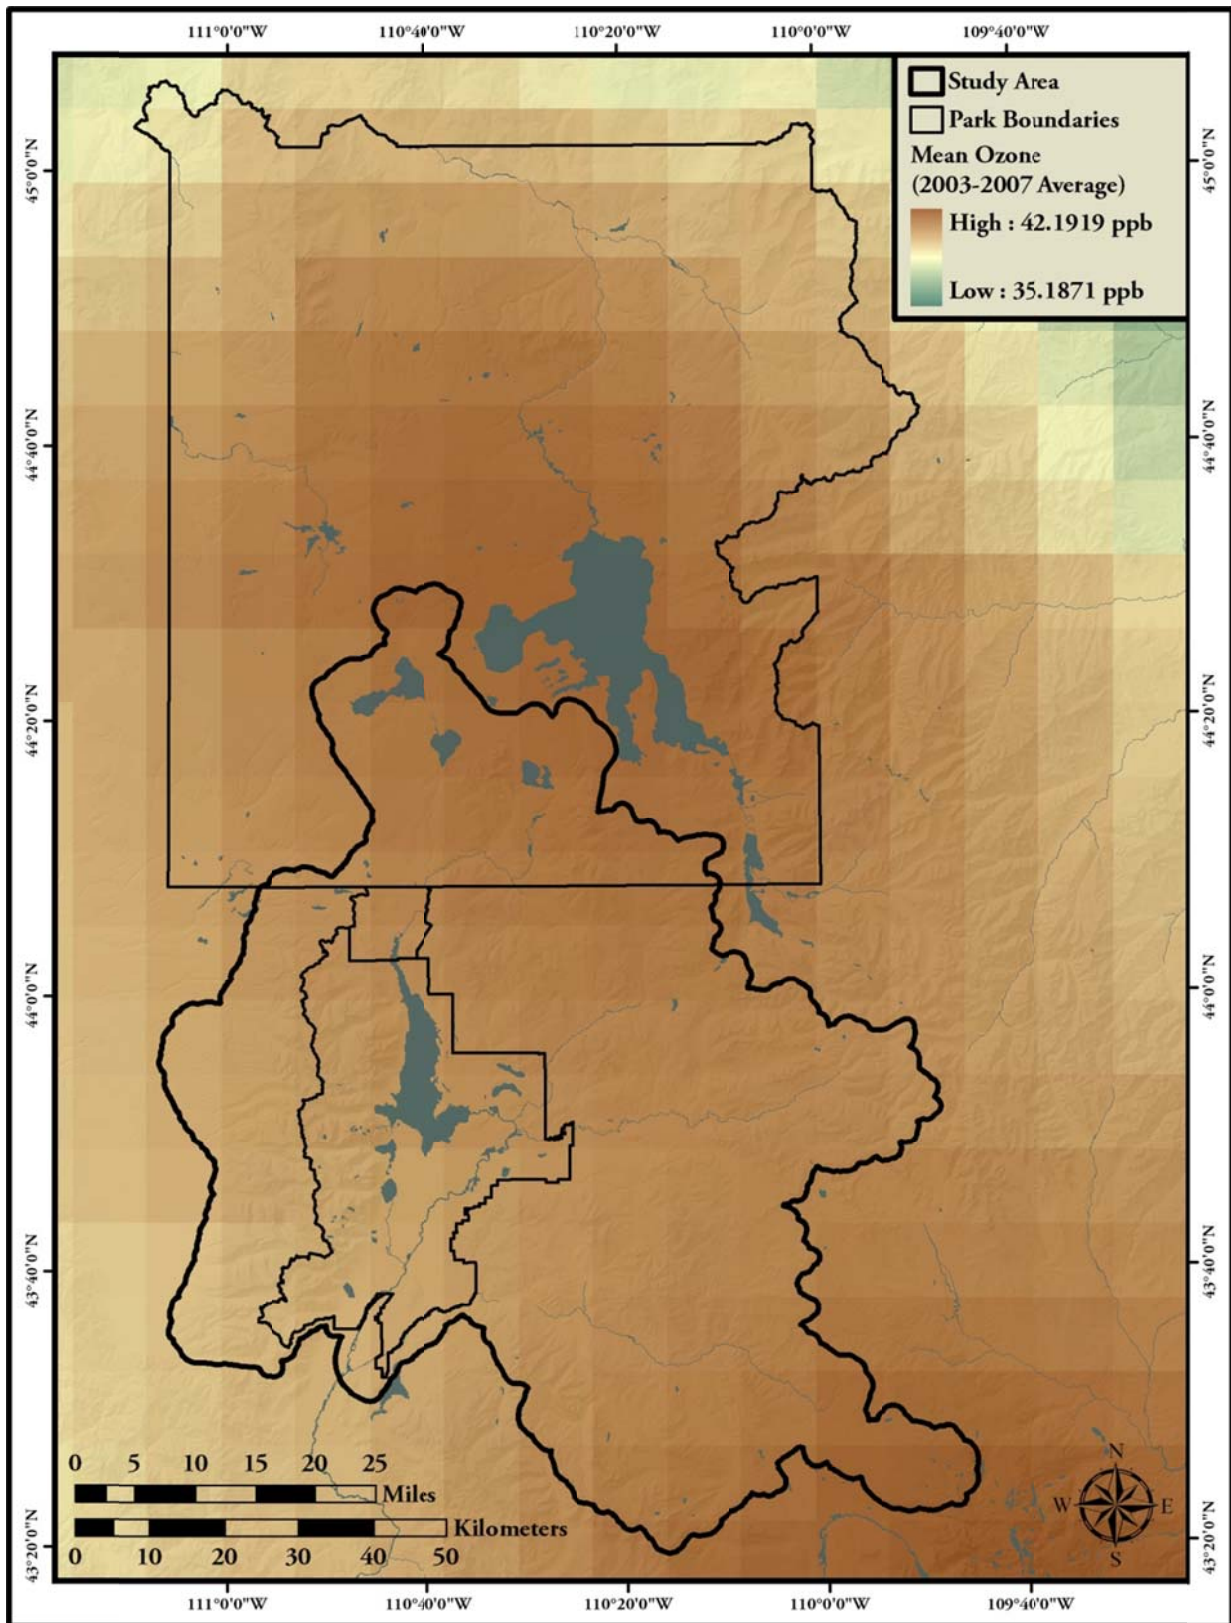 111°0'0"W 110°40'0"W 110°20'0"W 110°0'0"W 109°40'0"W
Study Area
Park Boundaries
Mean Ozone
(2003-2007 Average)
High : 42.1919 ppb
Low : 35.1871 ppb
45°0'0"N 45°0'0"N
44°40'0"N 44°40'0"N
44°20'0"N 44°20'0"N
44°0'0"N 44°0'0"N
43°40'0"N 43°40'0"N
43°20'0"N 43°20'0"N
0 5 10 15 20 25
Miles
Kilometers
0 10 20 30 40 50
N
W E
S
111°0'0"W 110°40'0"W 110°20'0"W 110°0'0"W 109°40'0"W